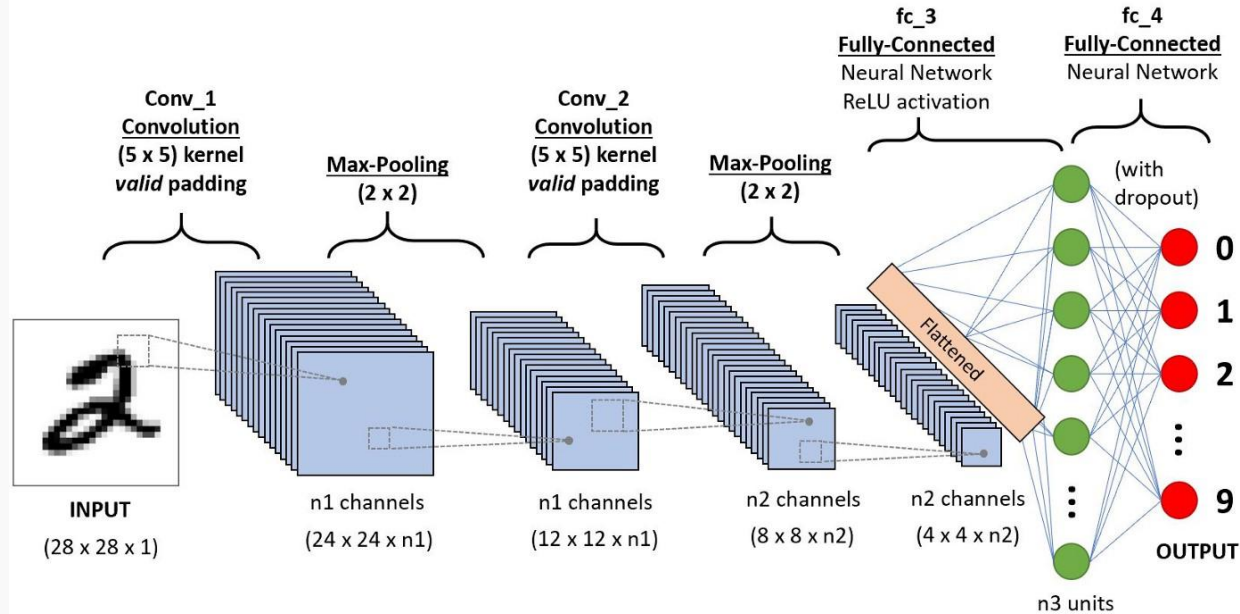 Conv_1
Convolution
(5 x 5) kernel
valid padding
Max-Pooling
(2 x 2)
Conv_2
Convolution
(5 x 5) kernel
valid padding
Max-Pooling
(2 x 2)
fc_3
Fully-Connected
Neural Network
ReLU activation
fc_4
Fully-Connected
Neural Network
(with
dropout)
Flattened
0
1
2
9
OUTPUT
INPUT
(28 x 28 x 1)
n1 channels
(24 x 24 x n1)
n1 channels
(12 x 12 x n1)
n2 channels
(8 x 8 x n2)
n2 channels
(4 x 4 x n2)
n3 units